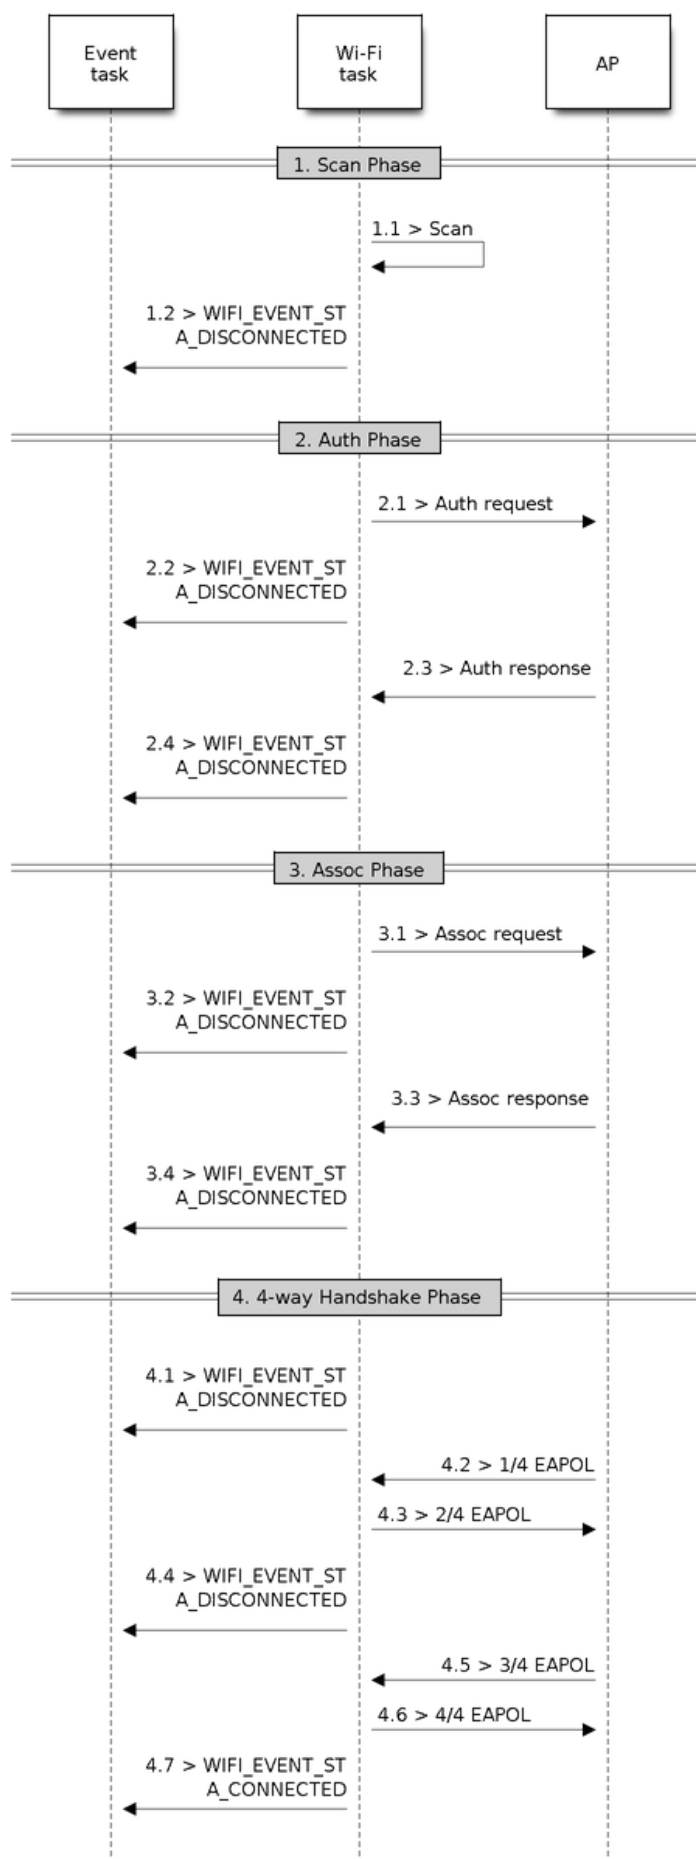 Event
task
Wi-Fi
task
AP
1. Scan Phase
1.1 > Scan
1.2 > WIFI_EVENT_ST
A_DISCONNECTED
2. Auth Phase
2.1 > Auth request
2.2 > WIFI_EVENT_ST
A_DISCONNECTED
2.3 > Auth response
2.4 > WIFI_EVENT_ST
A_DISCONNECTED
3. Assoc Phase
3.1 > Assoc request
3.2 > WIFI_EVENT_ST
A_DISCONNECTED
3.3 > Assoc response
3.4 > WIFI_EVENT_ST
A_DISCONNECTED
4. 4-way Handshake Phase
4.1 > WIFI_EVENT_ST
A_DISCONNECTED
4.2 > 1/4 EAPOL
4.3 > 2/4 EAPOL
4.4 > WIFI_EVENT_ST
A_DISCONNECTED
4.5 > 3/4 EAPOL
4.6 > 4/4 EAPOL
4.7 > WIFI_EVENT_ST
A_CONNECTED